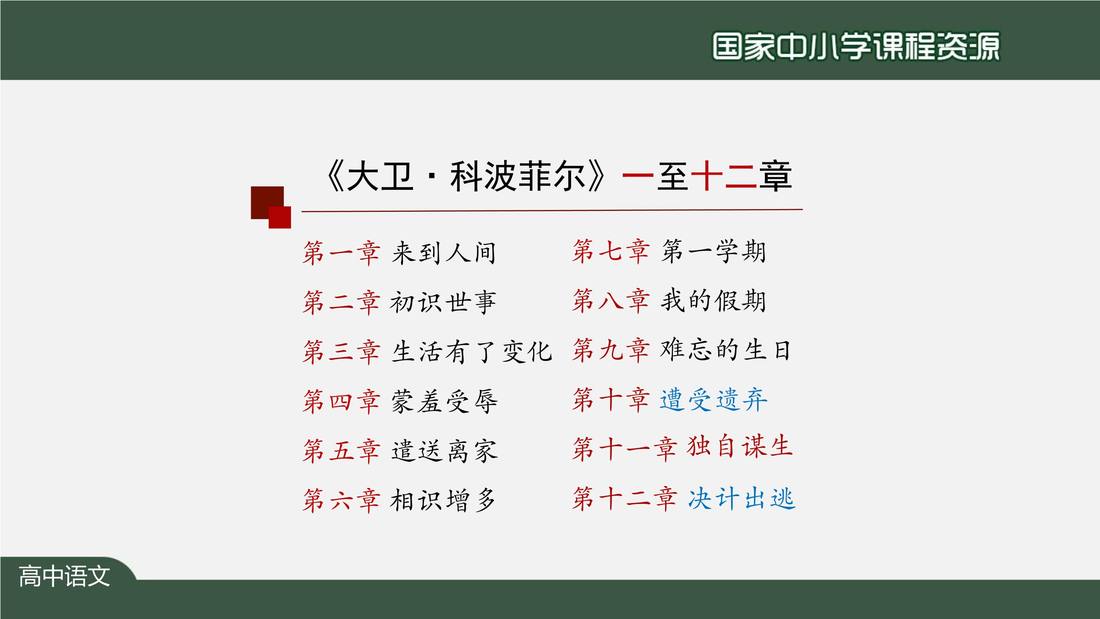 国家中小学课程资源
《大卫·科波菲尔》一至十二章
第一章 来到人间
第二章 初识世事
第三章 生活有了变化
第四章 蒙羞受辱
第五章 遣送离家
第六章 相识增多
第七章 第一学期
第八章 我的假期
第九章 难忘的生日
第十章 遭受遗弃
第十一章 独自谋生
第十二章 决计出逃
高中语文